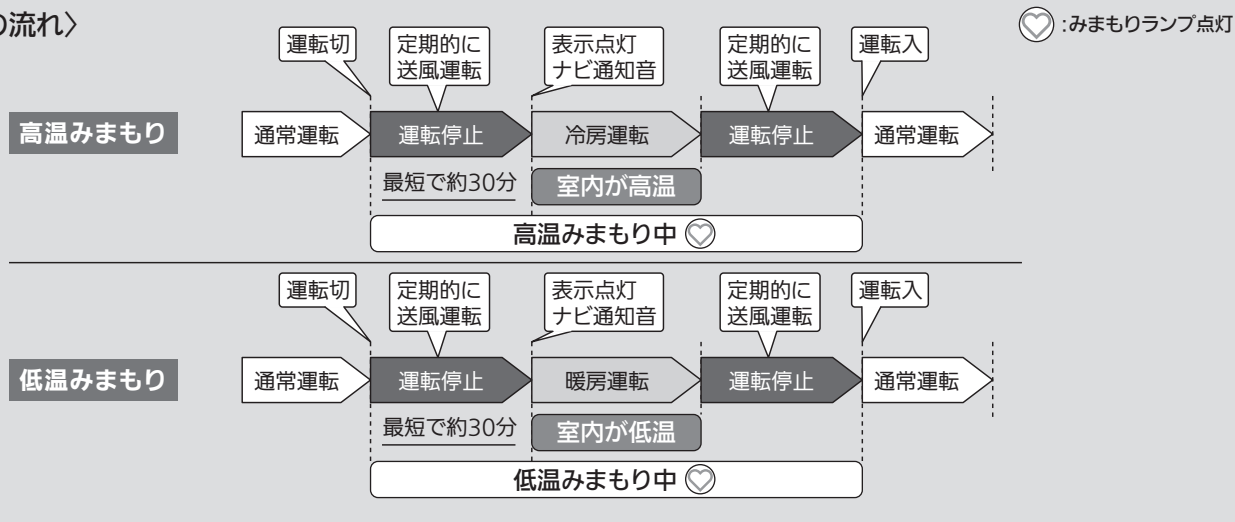 の流れ〉
:みまもりランプ点灯
運転切
定期的に
送風運転
表示点灯
ナビ通知音
定期的に
送風運転
運転入
高温みまもり
通常運転
運転停止
冷房運転
運転停止
通常運転
最短で約30分
室内が高温
高温みまもり中
運転切
定期的に
送風運転
表示点灯
ナビ通知音
定期的に
送風運転
運転入
低温みまもり
通常運転
運転停止
暖房運転
運転停止
通常運転
最短で約30分
室内が低温
低温みまもり中